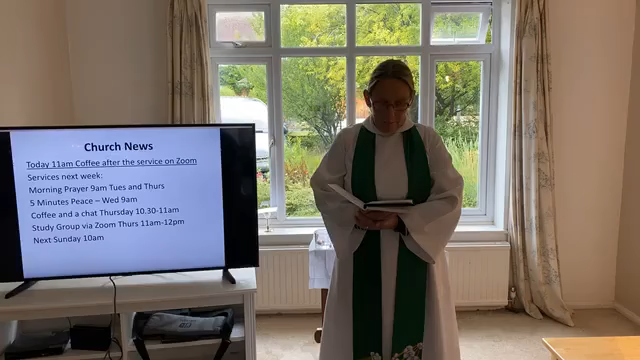 Church News
Today 11am Coffee after the service on Zoom
Services next week:
Morning Prayer 9am Tues and Thurs
5 Minutes Peace – Wed 9am
Coffee and a chat Thursday 10.30-11am
Study Group via Zoom Thurs 11am-12pm
Next Sunday 10am